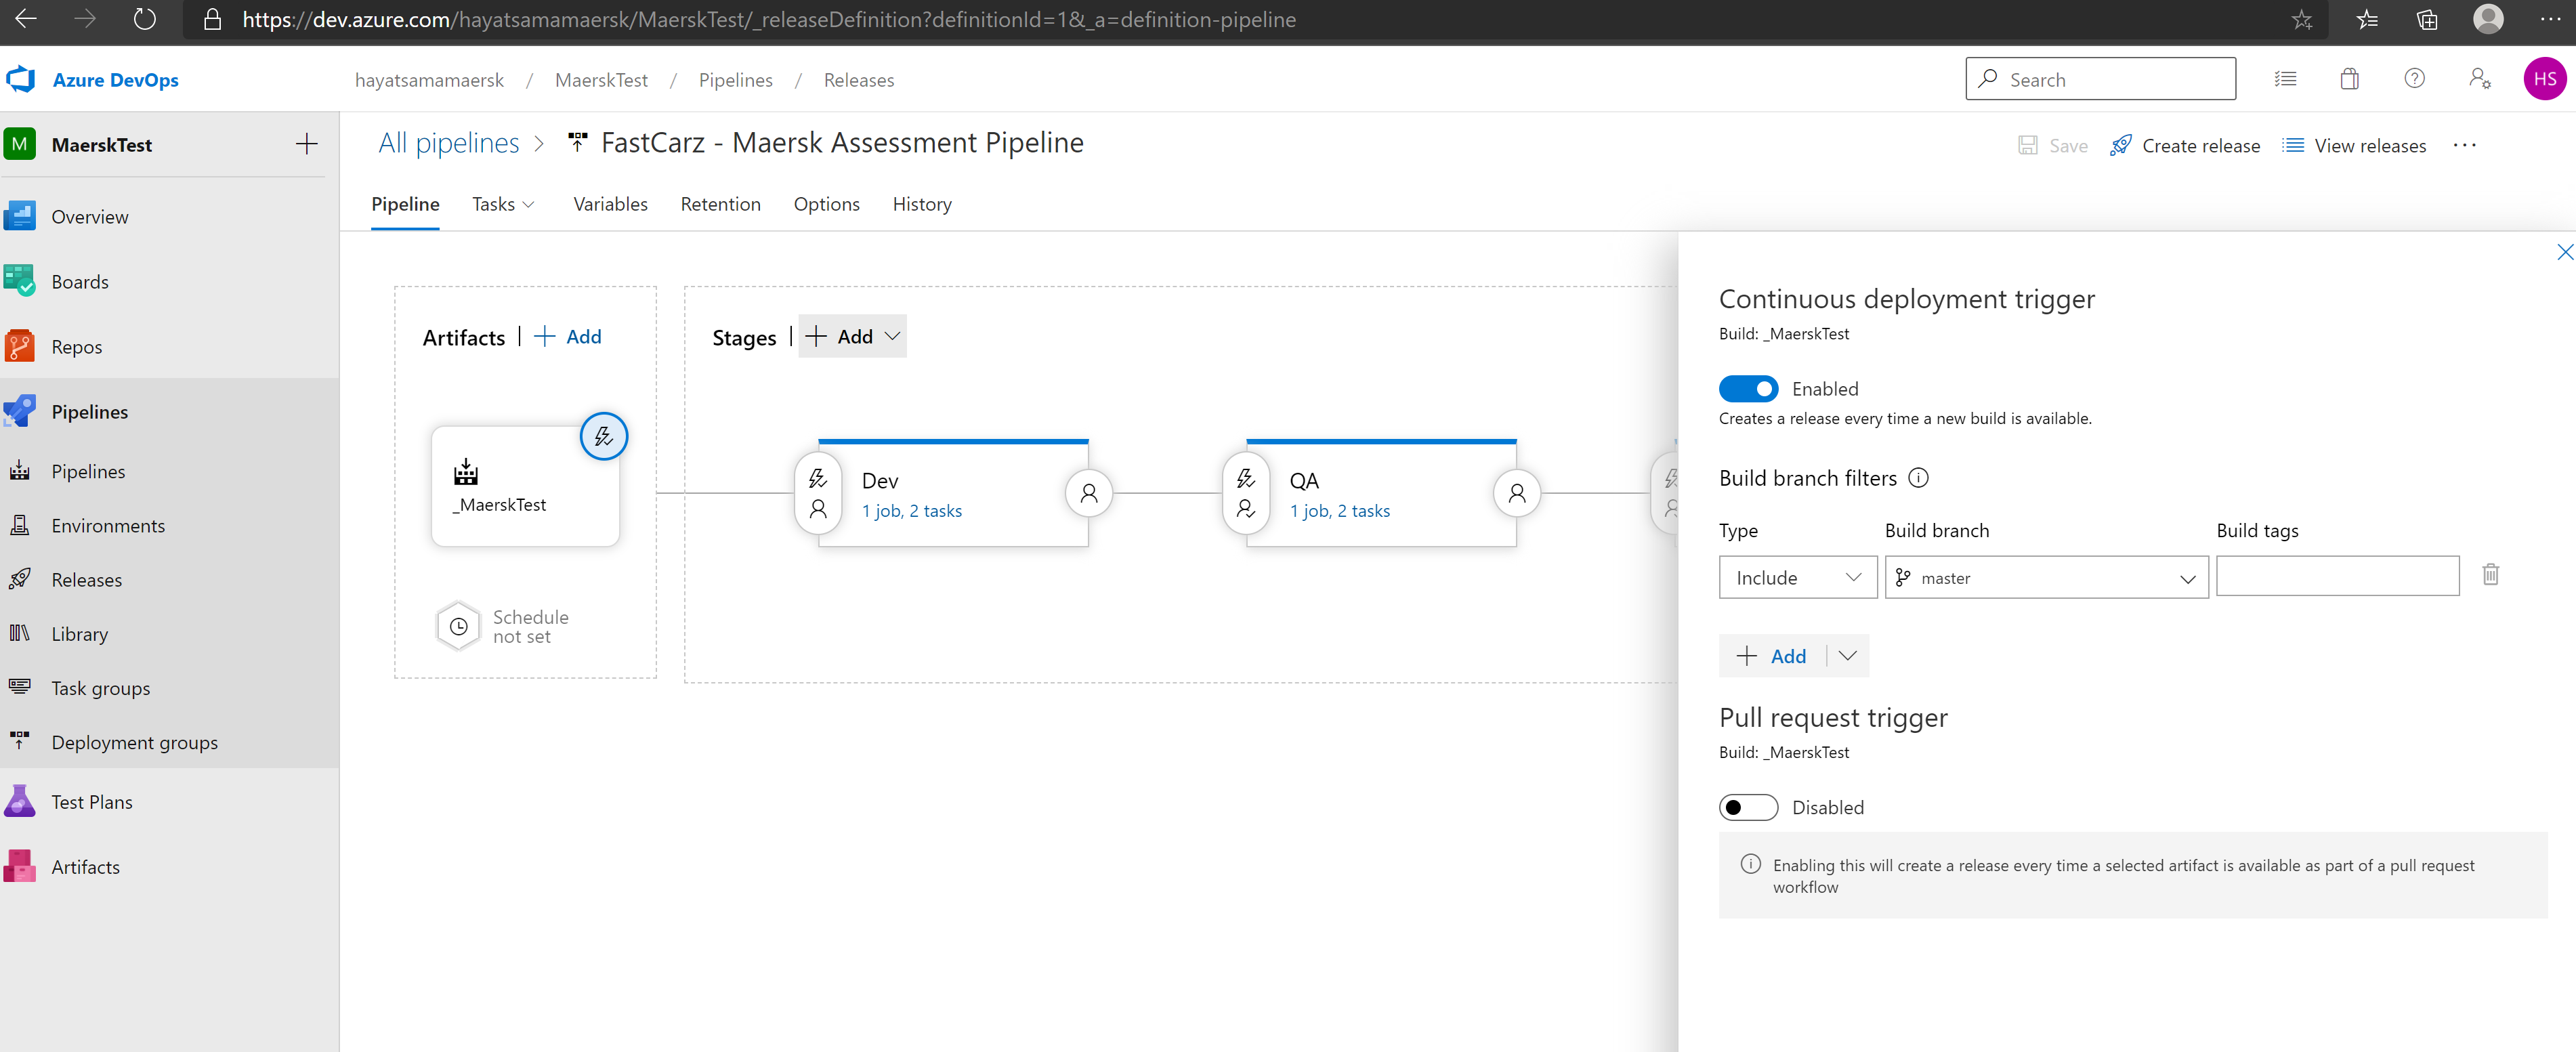 https://dev.azure.com/hayatsamamaersk/MaerskTest/_releaseDefinition?definitionId=1&_a=definition-pipeline
Azure DevOps
hayatsamamaersk / MaerskTest / Pipelines / Releases
Search
HS
M MaerskTest
All pipelines > FastCarz - Maersk Assessment Pipeline
Save Create release View releases ...
Pipeline Tasks Variables Retention Options History
Overview
Boards
Repos
Pipelines
Pipelines
Environments
Releases
Library
Task groups
Deployment groups
Test Plans
Artifacts
Artifacts | + Add
_MaerskTest
Schedule
not set
Stages | + Add
Dev
1 job, 2 tasks
QA
1 job, 2 tasks
Continuous deployment trigger
Build: _MaerskTest
Enabled
Creates a release every time a new build is available.
Build branch filters
Type Build branch Build tags
Include master
+ Add
Pull request trigger
Build: _MaerskTest
Disabled
Enabling this will create a release every time a selected artifact is available as part of a pull request
workflow